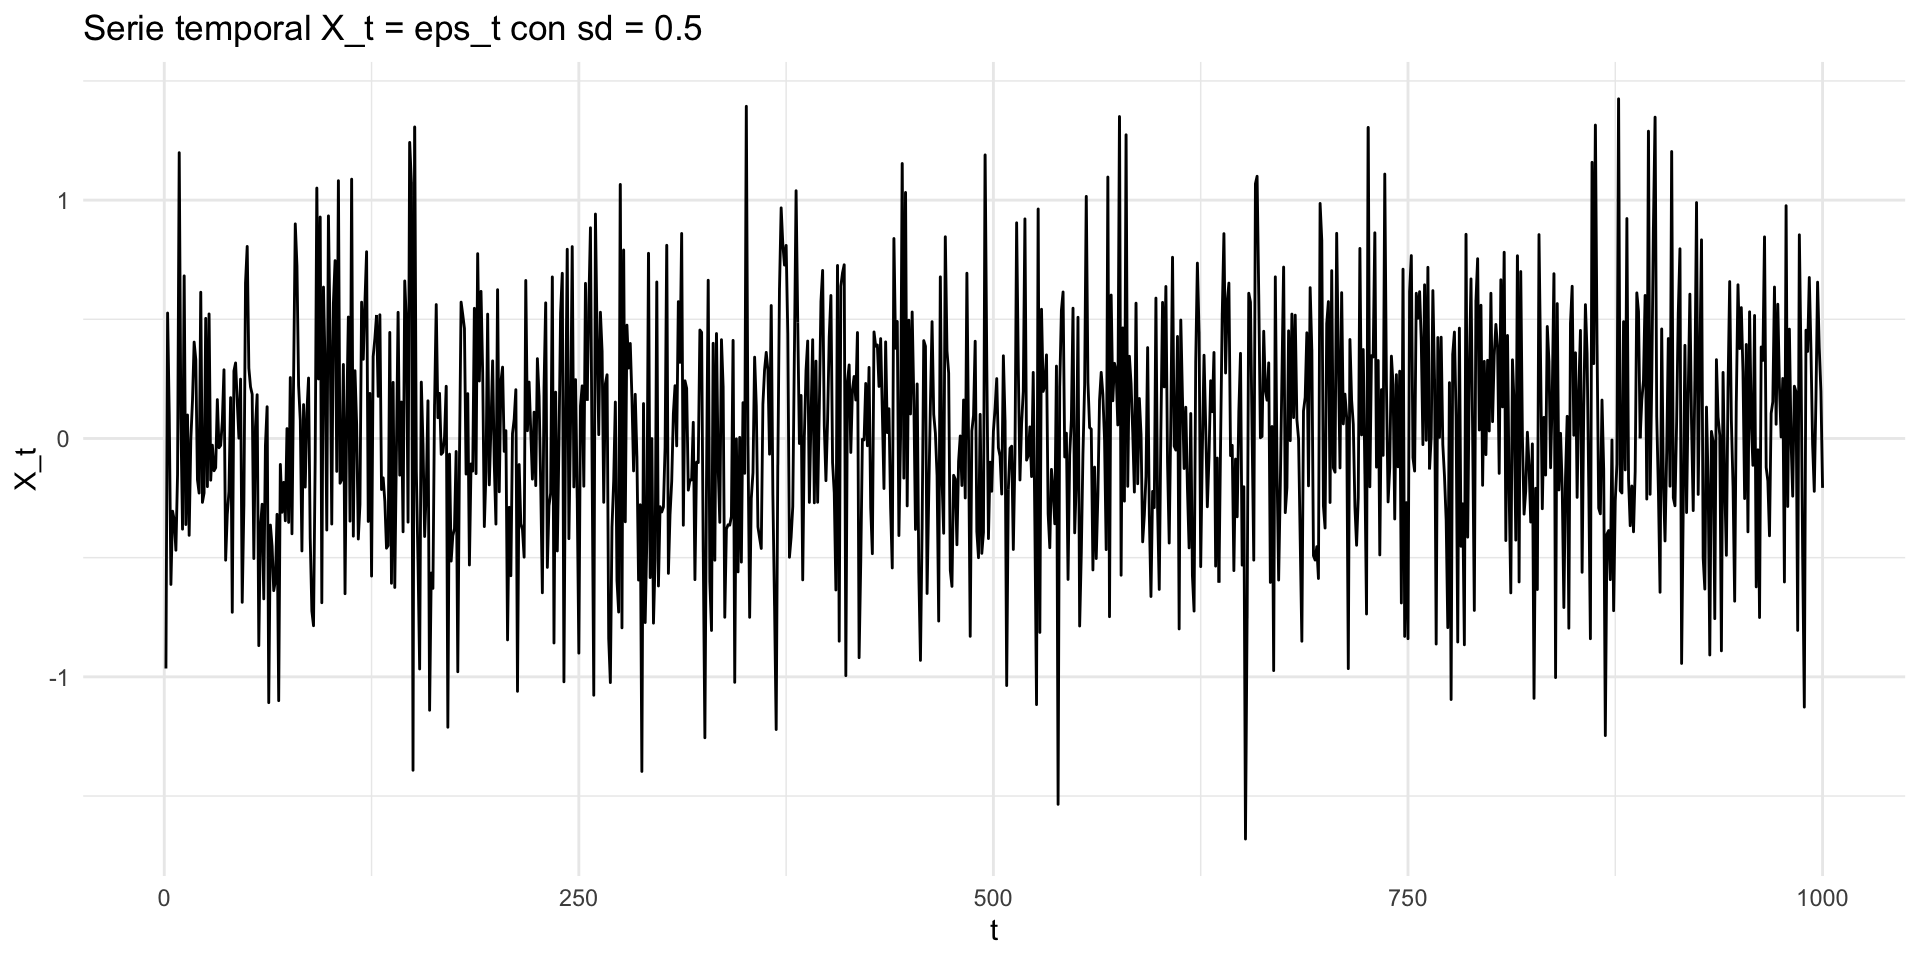 Serie temporal X_t = eps_t con sd = 0.5
1
0
-1
X_t
0 250 500 750 1000
t